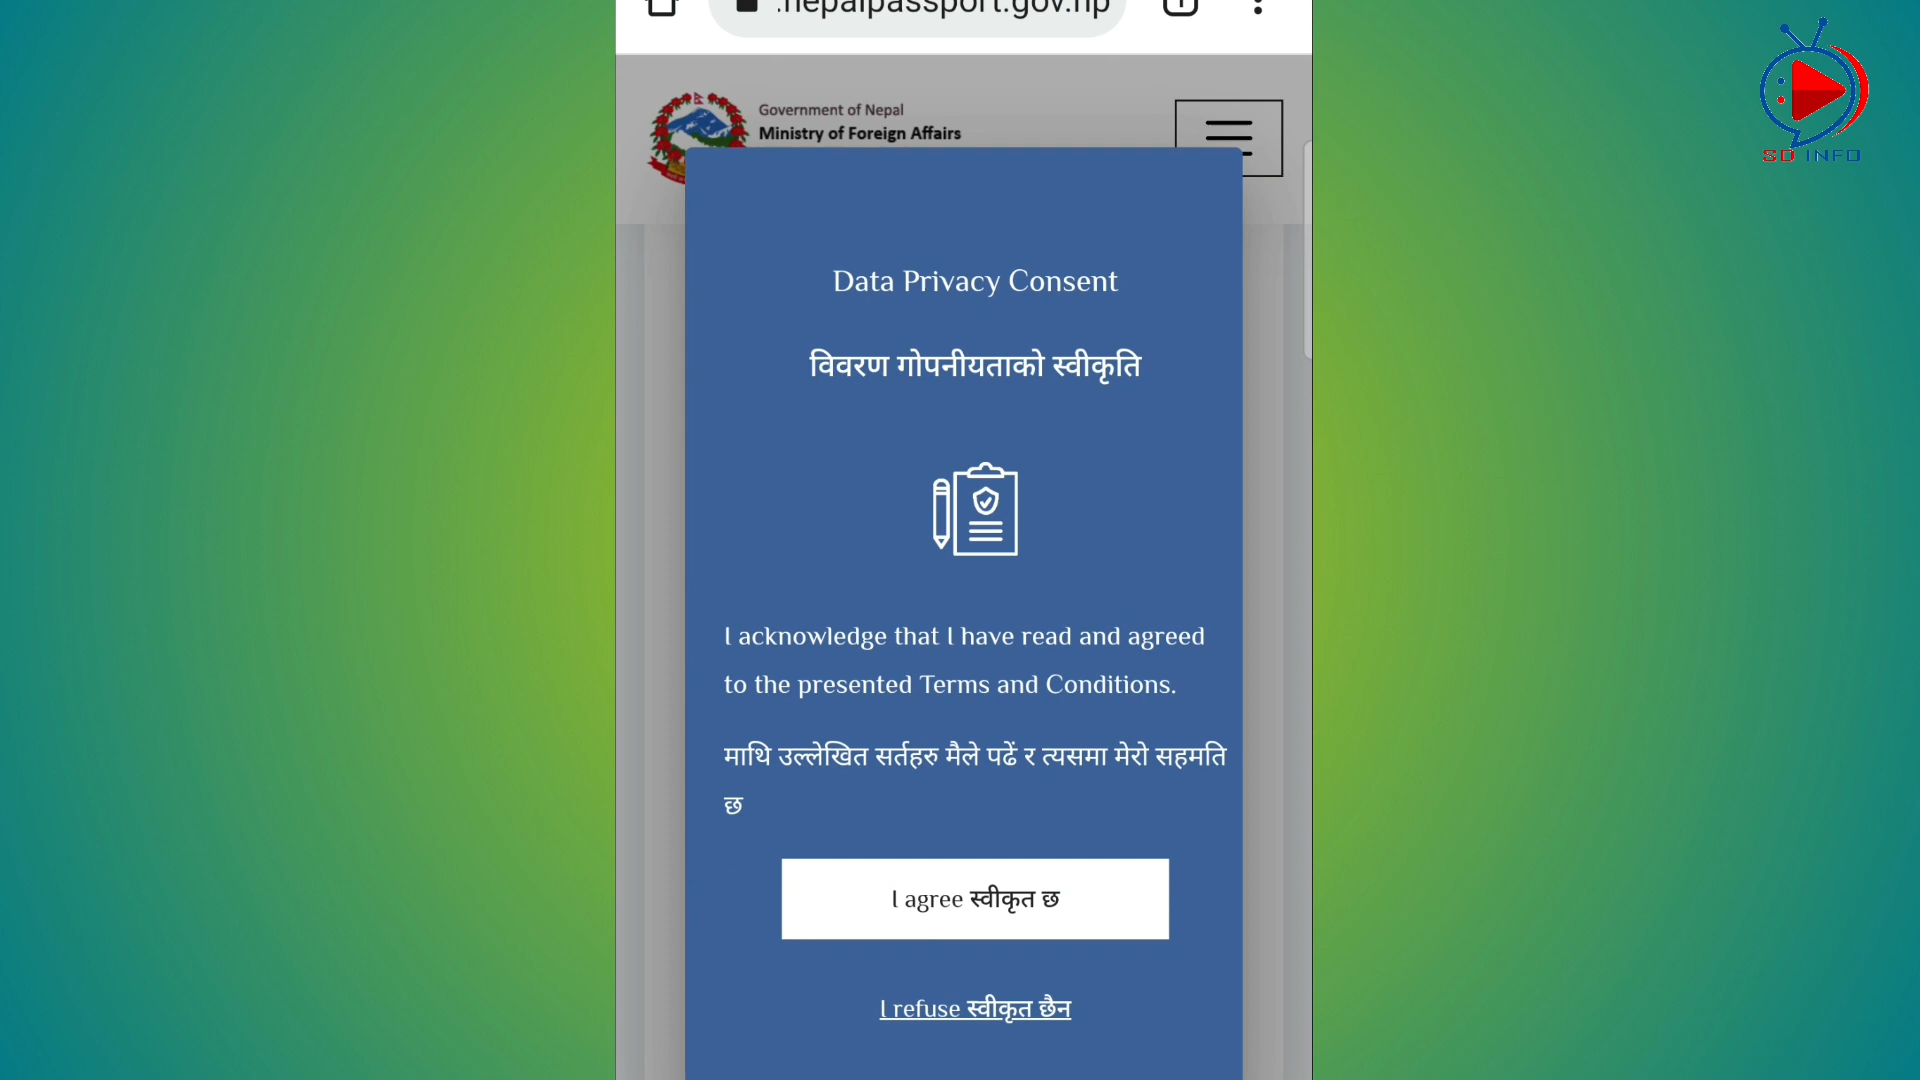 .nepalpassport.gov.np
Government of Nepal
Ministry of Foreign Affairs
SD INFO
Data Privacy Consent
विवरण गोपनीयताको स्वीकृति
I acknowledge that I have read and agreed
to the presented Terms and Conditions.
माथि उल्लेखित सर्तहरु मैले पढें र त्यसमा मेरो सहमति
छ
I agree स्वीकृत छ
I refuse स्वीकृत छैन